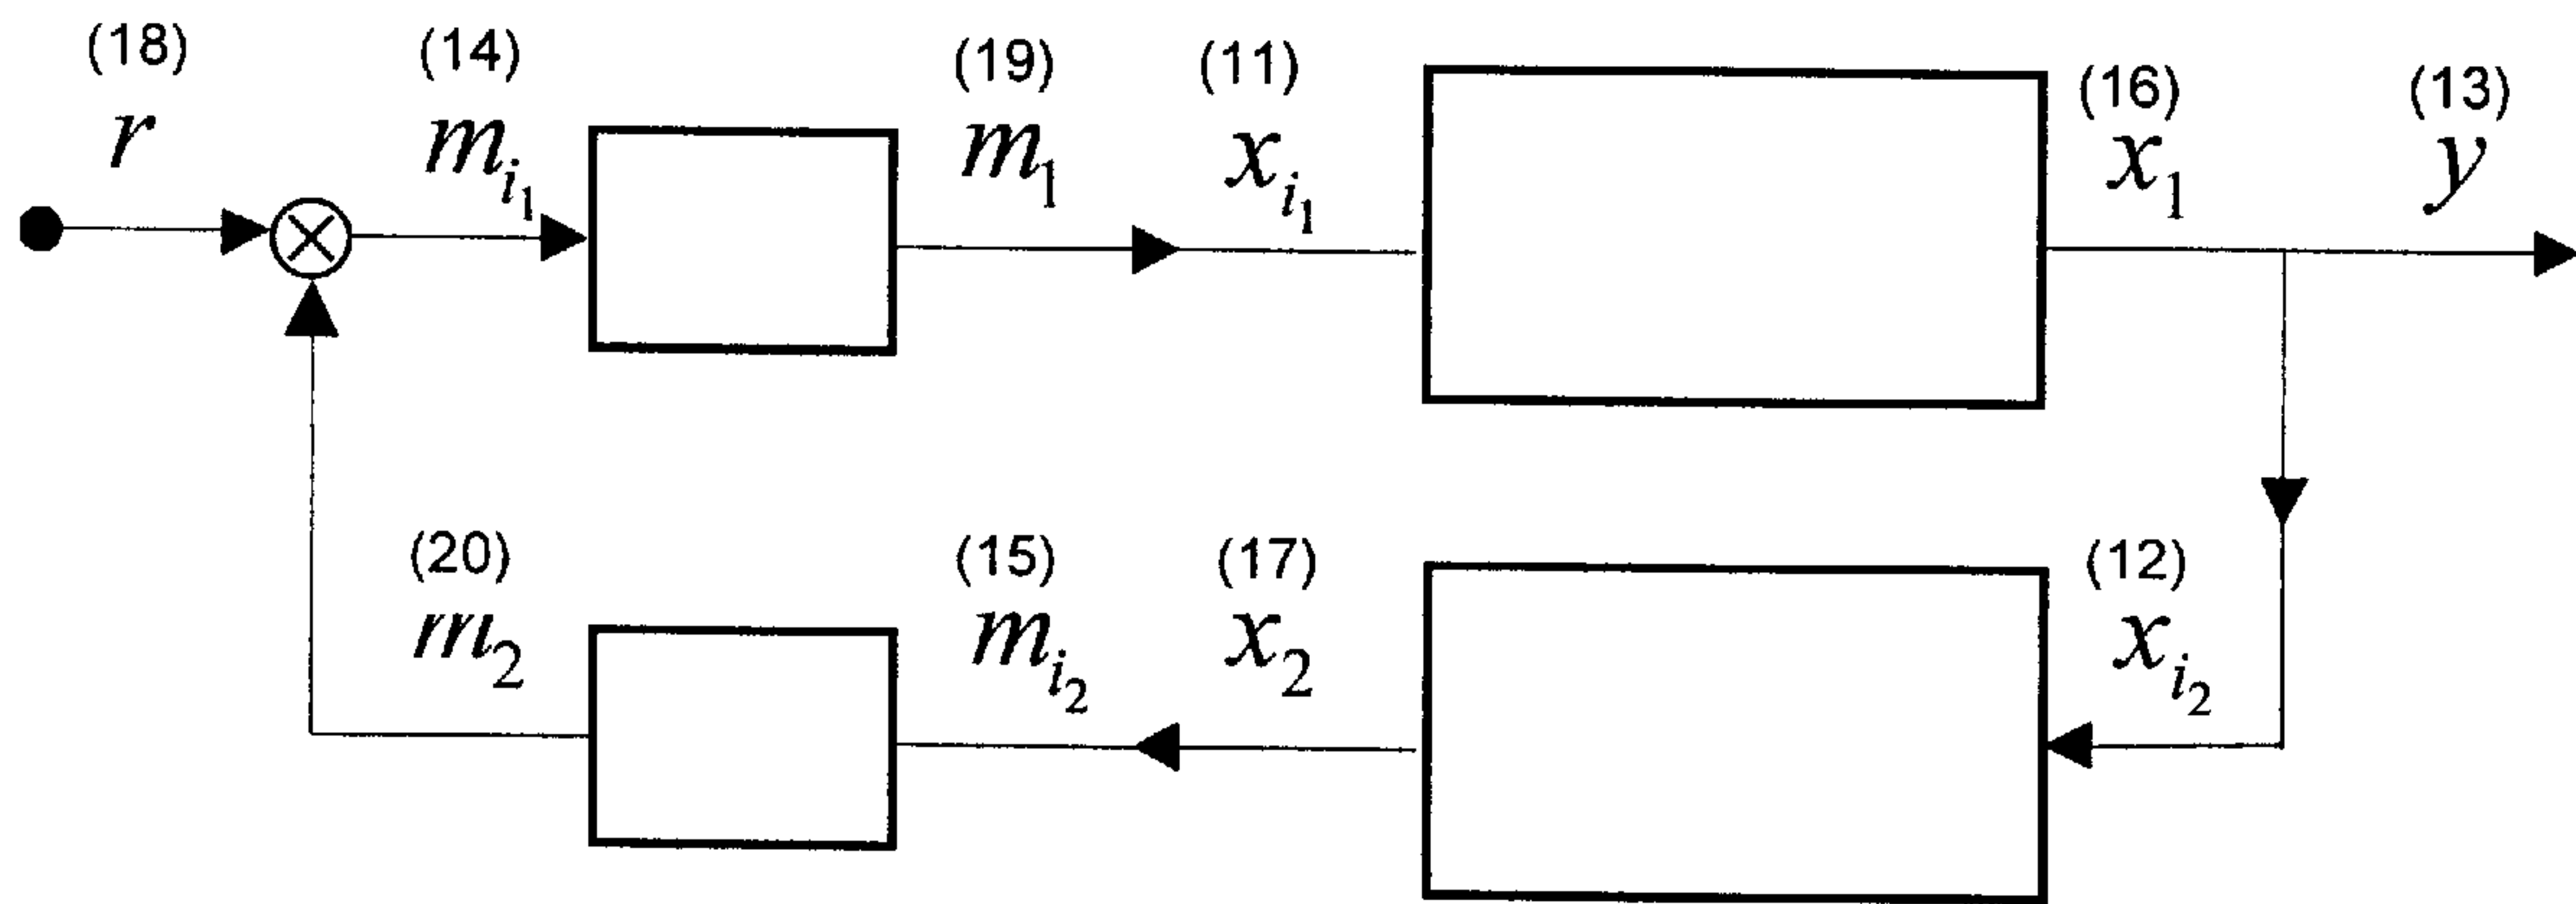 (18) (14) (19) (11) (16) (13)
r m_{i_1} m_1 x_{i_1} x_1 y
(20) (15) (17) (12)
m_2 m_{i_2} x_2 x_{i_2}